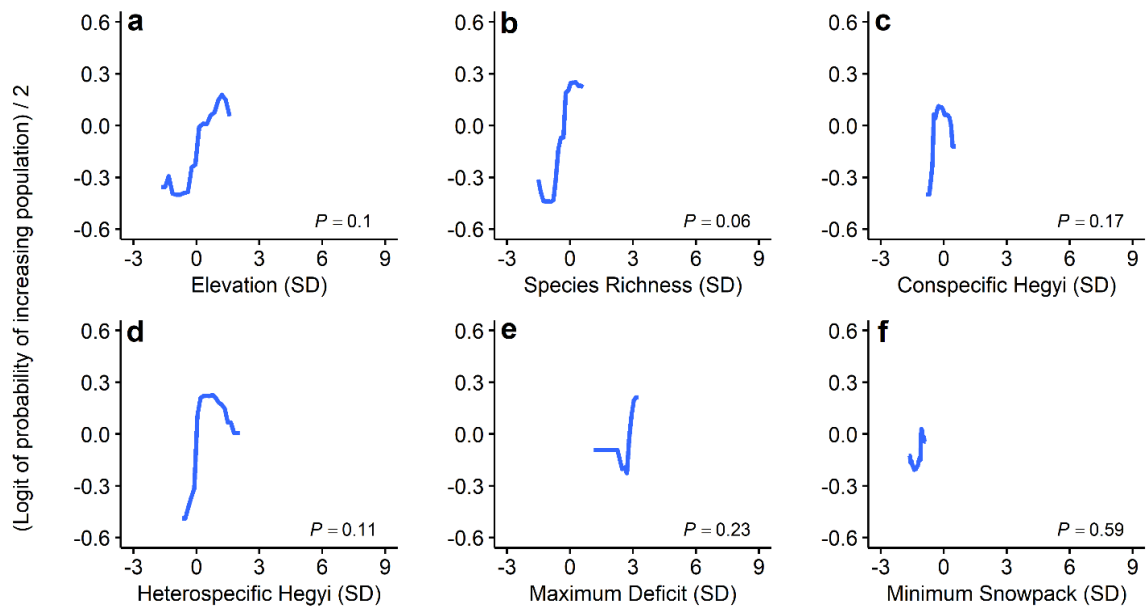 (Logit of probability of increasing population) / 2
a
0.6
0.3
0.0
-0.3
-0.6
P = 0.1
-3 0 3 6 9
Elevation (SD)
b
0.6
0.3
0.0
-0.3
-0.6
P = 0.06
-3 0 3 6 9
Species Richness (SD)
c
0.6
0.3
0.0
-0.3
-0.6
P = 0.17
-3 0 3 6 9
Conspecific Hegyi (SD)
d
0.6
0.3
0.0
-0.3
-0.6
P = 0.11
-3 0 3 6 9
Heterospecific Hegyi (SD)
e
0.6
0.3
0.0
-0.3
-0.6
P = 0.23
-3 0 3 6 9
Maximum Deficit (SD)
f
0.6
0.3
0.0
-0.3
-0.6
P = 0.59
-3 0 3 6 9
Minimum Snowpack (SD)